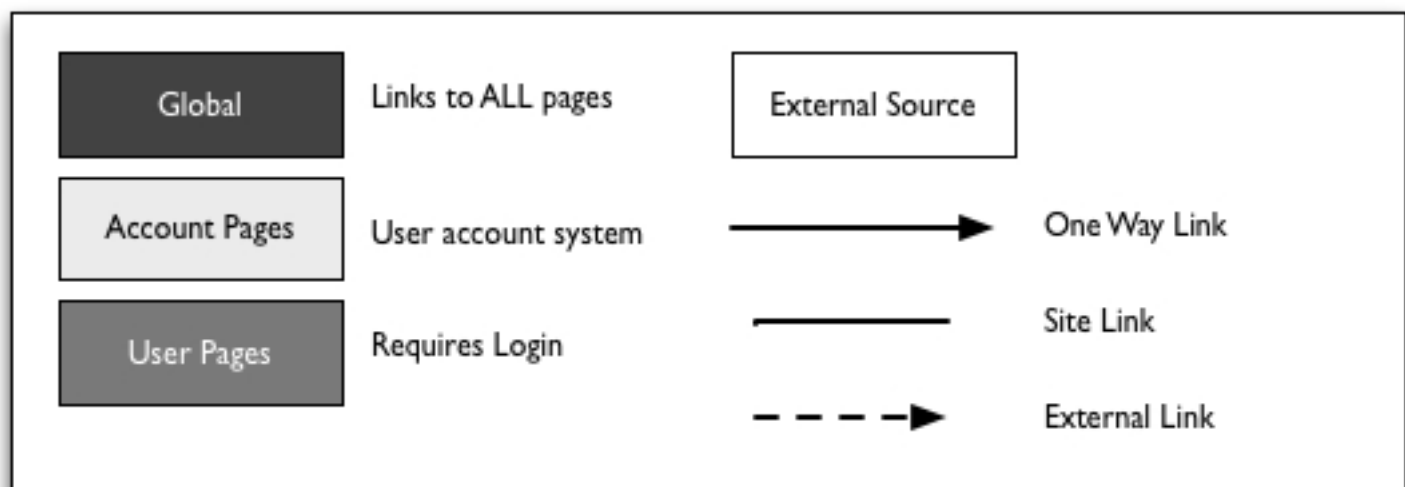 Global
Links to ALL pages
External Source
Account Pages
User account system
One Way Link
Site Link
User Pages
Requires Login
External Link